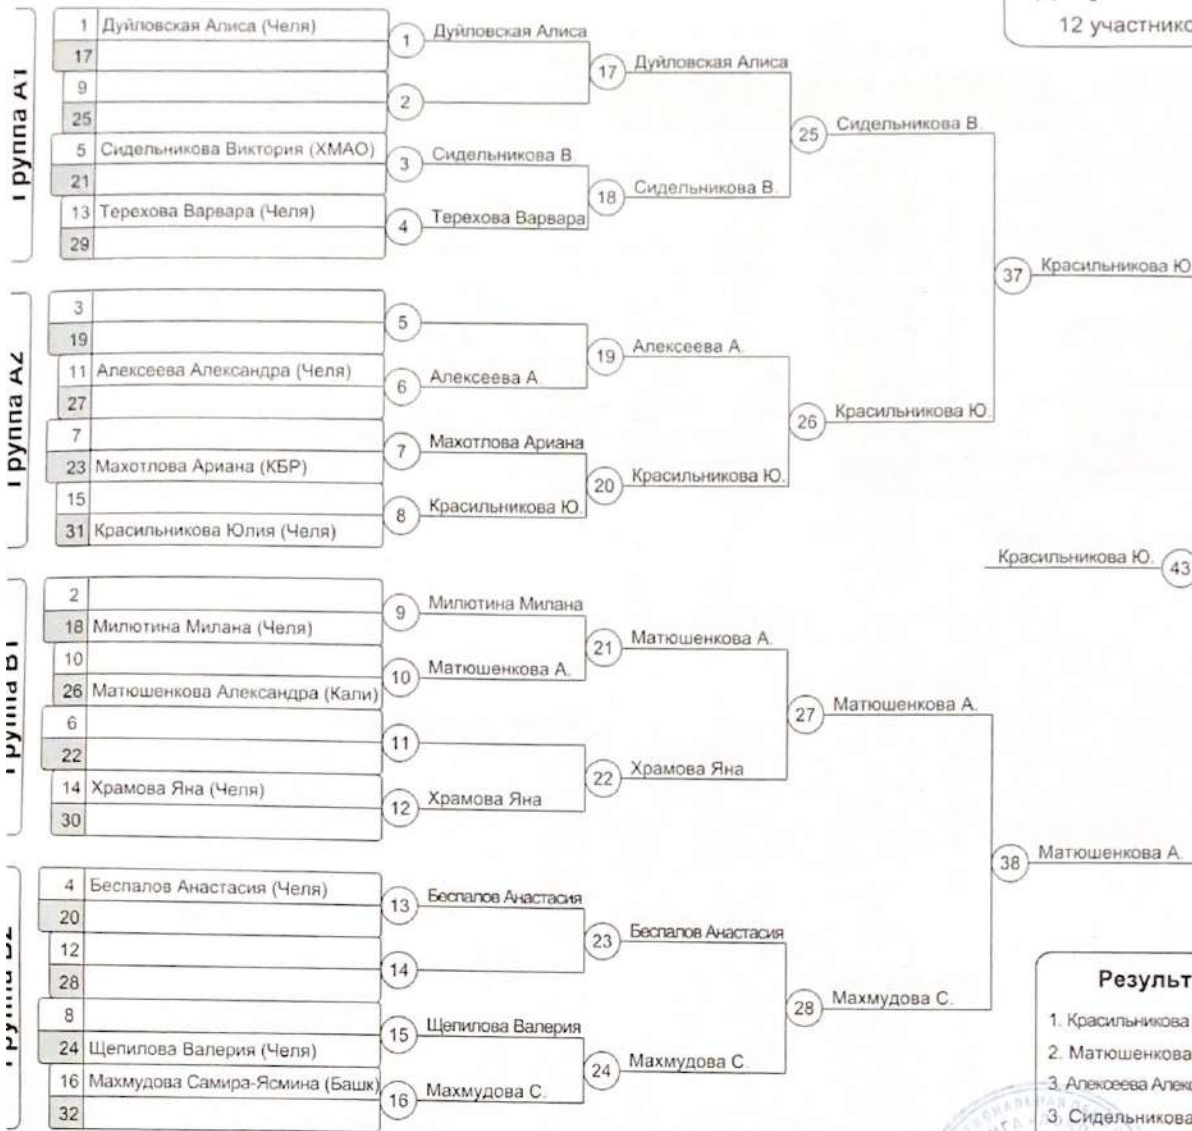 12 участнико
Группа А1
1 Дуйловская Алиса (Челя)
17
9
25
5 Сидельникова Виктория (ХМАО)
21
13 Терехова Варвара (Челя)
29
1 Дуйловская Алиса
2
3 Сидельникова В
4 Терехова Варвара
17 Дуйловская Алиса
18 Сидельникова В.
25 Сидельникова В.
Группа А2
3
19
11 Алексеева Александра (Челя)
27
7
23 Махотлова Ариана (КБР)
15
31 Красильникова Юлия (Челя)
5
6 Алексеева А
7 Махотлова Ариана
8 Красильникова Ю.
19 Алексеева А.
20 Красильникова Ю.
26 Красильникова Ю.
37 Красильникова Ю
Красильникова Ю. 43
Группа В1
2
18 Милютина Милана (Челя)
10
26 Матюшенкова Александра (Кали)
6
22
14 Храмова Яна (Челя)
30
9 Милютина Милана
10 Матюшенкова А.
11
12 Храмова Яна
21 Матюшенкова А.
22 Храмова Яна
27 Матюшенкова А.
Группа В2
4 Беспалов Анастасия (Челя)
20
12
28
8
24 Щепилова Валерия (Челя)
16 Махмудова Самира-Ясмина (Башк)
32
13 Беспалов Анастасия
14
15 Щепилова Валерия
16 Махмудова С.
23 Беспалов Анастасия
24 Махмудова С.
28 Махмудова С.
38 Матюшенкова А.
Результ
1. Красильникова
2. Матюшенкова
3. Алексеева Алекс
3. Сидельникова